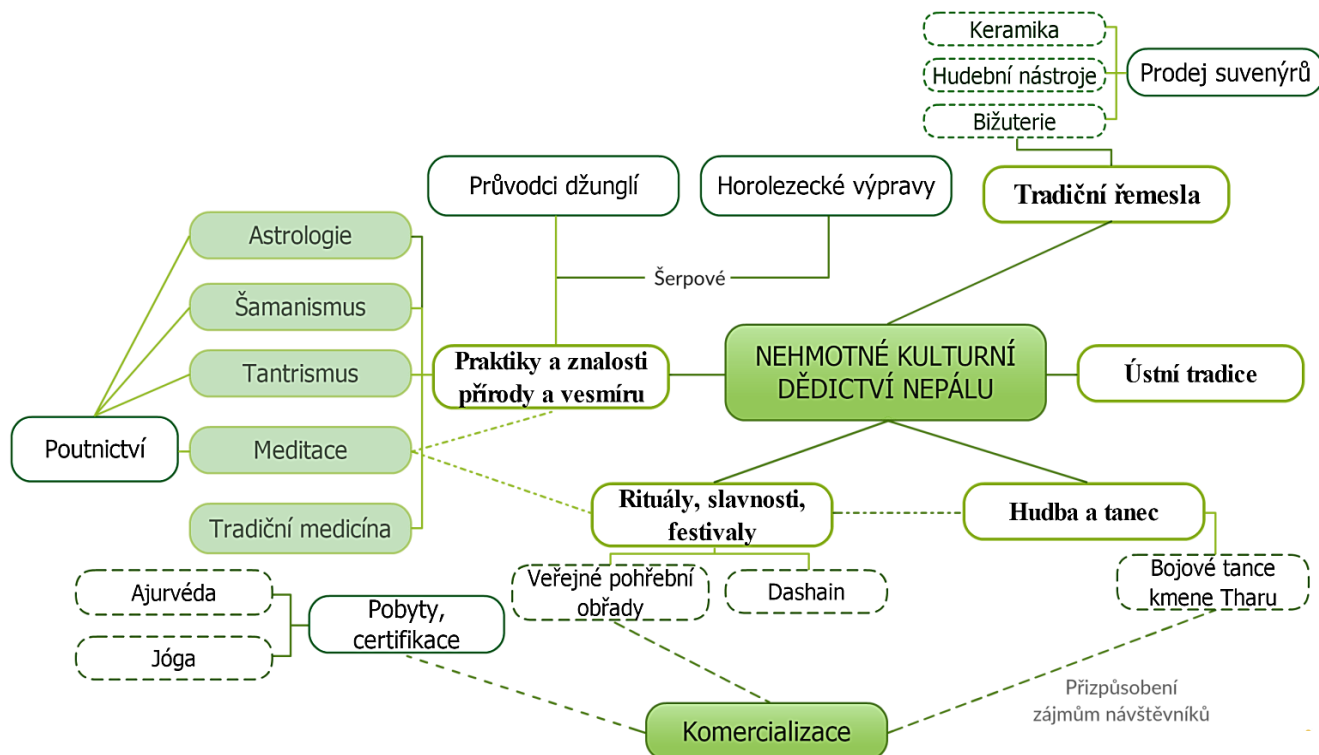 Keramika
Hudební nástroje
Bižuterie
Prodej suvenýrů
Průvodci džunglí
Horolezecké výpravy
Tradiční řemesla
Astrologie
Šamanismus
Tantrismus
Meditace
Tradiční medicína
Poutnictví
Šerpové
Praktiky a znalosti
přírody a vesmíru
NEHMOTNÉ KULTURNÍ
DĚDICTVÍ NEPÁLU
Ústní tradice
Rituály, slavnosti,
festivaly
Hudba a tanec
Ajurvéda
Jóga
Pobyty,
certifikace
Veřejné pohřební
obřady
Dashain
Bojové tance
kmene Tharu
Komercializace
Přizpůsobení
zájmům návštěvníků